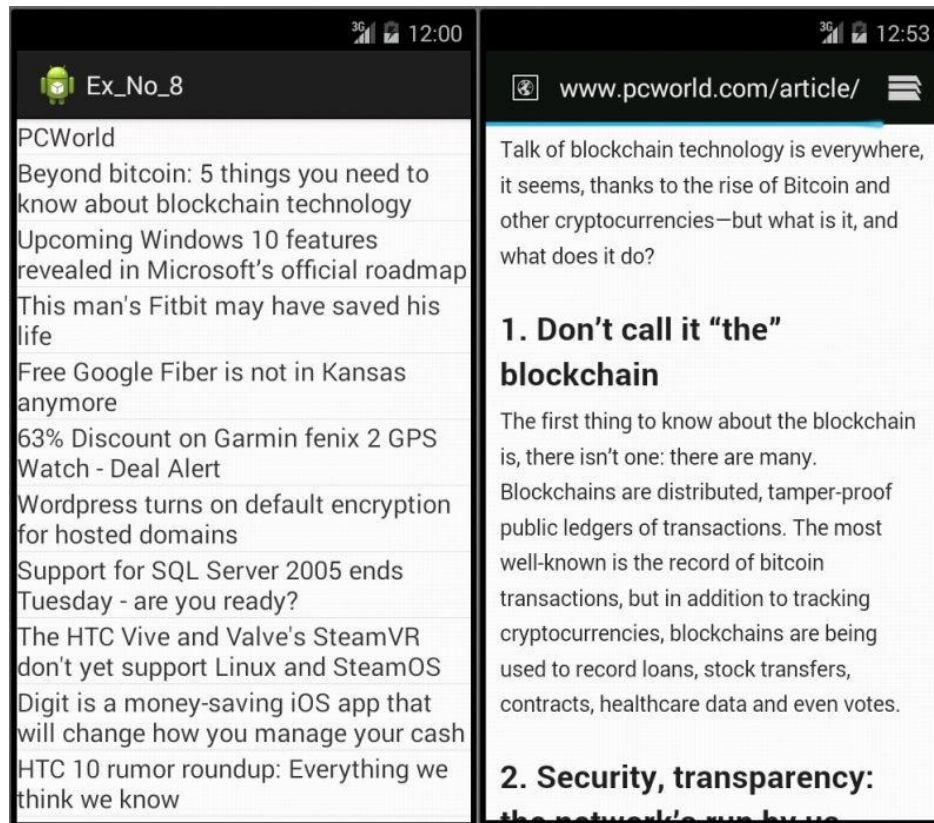 3G 12:00
Ex_No_8
PCWorld
Beyond bitcoin: 5 things you need to
know about blockchain technology
Upcoming Windows 10 features
revealed in Microsoft's official roadmap
This man's Fitbit may have saved his
life
Free Google Fiber is not in Kansas
anymore
63% Discount on Garmin fenix 2 GPS
Watch - Deal Alert
Wordpress turns on default encryption
for hosted domains
Support for SQL Server 2005 ends
Tuesday - are you ready?
The HTC Vive and Valve's SteamVR
don't yet support Linux and SteamOS
Digit is a money-saving iOS app that
will change how you manage your cash
HTC 10 rumor roundup: Everything we
think we know
3G 12:53
www.pcworld.com/article/
Talk of blockchain technology is everywhere,
it seems, thanks to the rise of Bitcoin and
other cryptocurrencies—but what is it, and
what does it do?
1. Don't call it “the”
blockchain
The first thing to know about the blockchain
is, there isn't one: there are many.
Blockchains are distributed, tamper-proof
public ledgers of transactions. The most
well-known is the record of bitcoin
transactions, but in addition to tracking
cryptocurrencies, blockchains are being
used to record loans, stock transfers,
contracts, healthcare data and even votes.
2. Security, transparency:
the network's run by us